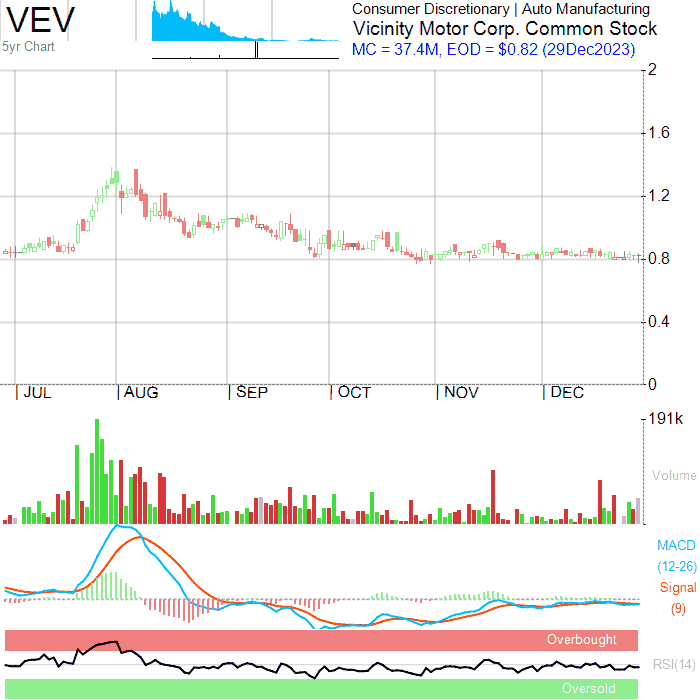 VEV
5yr Chart
Consumer Discretionary | Auto Manufacturing
Vicinity Motor Corp. Common Stock
MC = 37.4M, EOD = $0.82 (29Dec2023)
2
1.6
1.2
0.8
0.4
0
| JUL | AUG | SEP | OCT | NOV | DEC
191k
Volume
MACD
(12-26)
Signal
(9)
Overbought
RSI(14)
Oversold